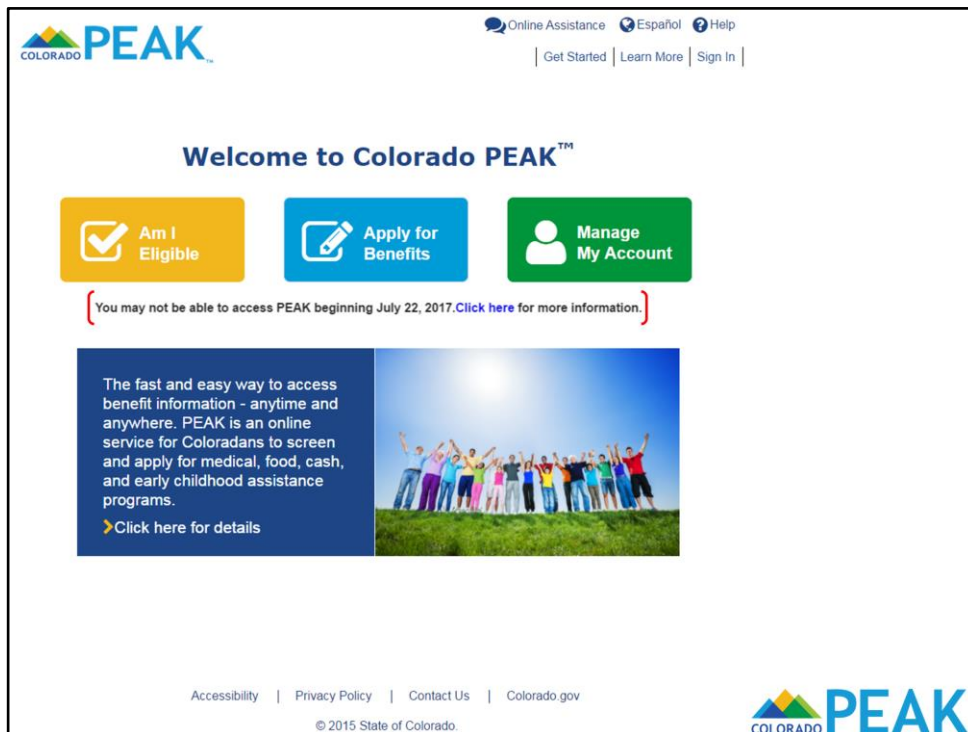 COLORADO PEAK™
Online Assistance Español Help
Get Started | Learn More | Sign In |
Welcome to Colorado PEAK™
Am I
Eligible
Apply for
Benefits
Manage
My Account
You may not be able to access PEAK beginning July 22, 2017.Click here for more information.
The fast and easy way to access
benefit information - anytime and
anywhere. PEAK is an online
service for Coloradans to screen
and apply for medical, food, cash,
and early childhood assistance
programs.
Click here for details
Accessibility | Privacy Policy | Contact Us | Colorado.gov
© 2015 State of Colorado.
COLORADO PEAK